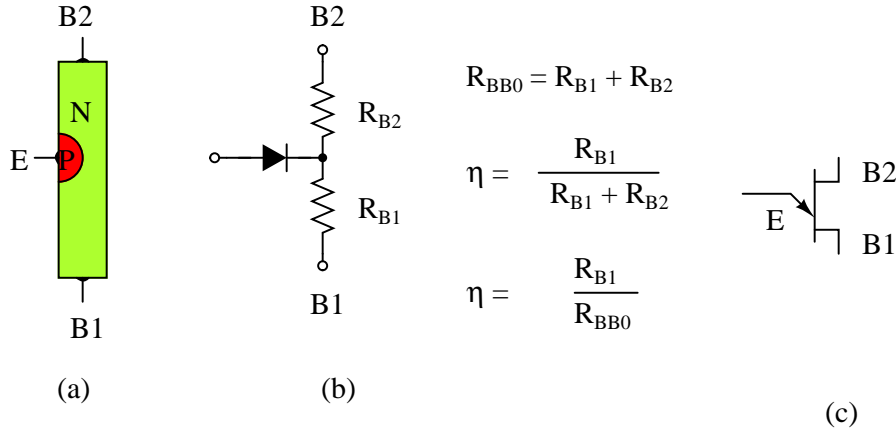 B2
N
E P
B1
(a)
B2
R_B2
R_B1
B1
(b)
R_BB0 = R_B1 + R_B2
η = R_B1
R_B1 + R_B2
η = R_B1
R_BB0
B2
E
B1
(c)